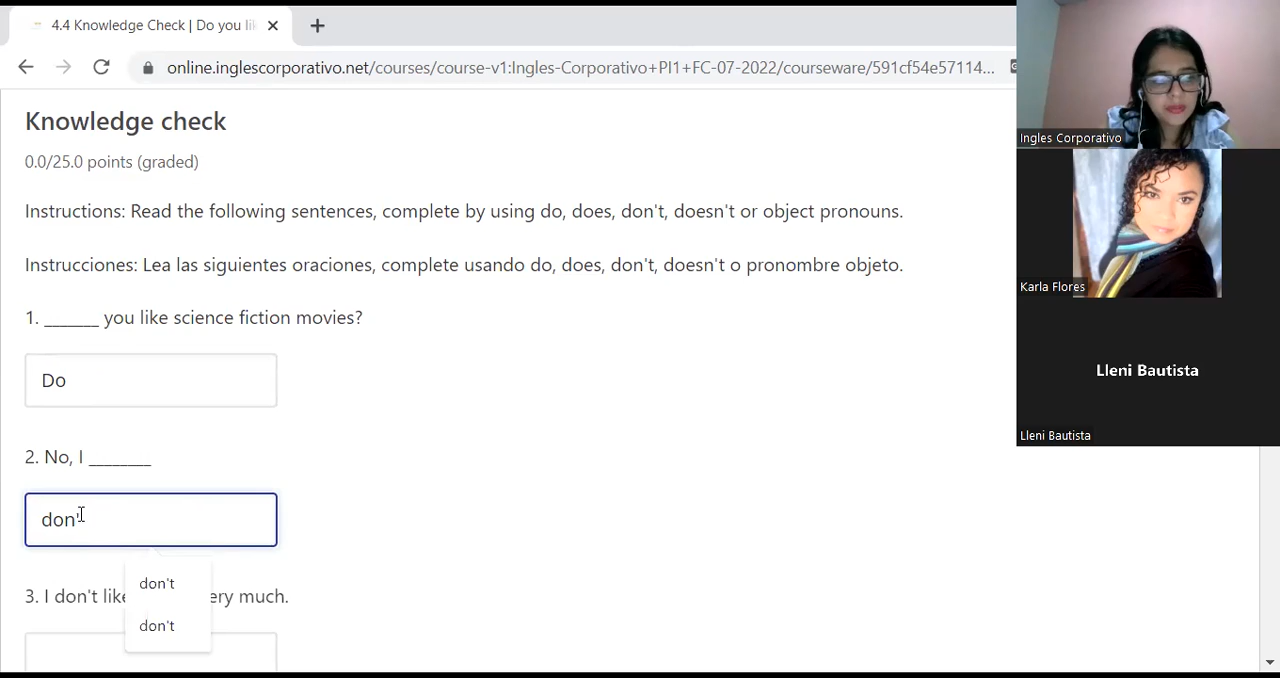 4.4 Knowledge Check | Do you li
online.inglescorporativo.net/courses/course-v1:Ingles-Corporativo+PI1+FC-07-2022/courseware/591cf54e57114...
Knowledge check
0.0/25.0 points (graded)
Instructions: Read the following sentences, complete by using do, does, don't, doesn't or object pronouns.
Instrucciones: Lea las siguientes oraciones, complete usando do, does, don't, doesn't o pronombre objeto.
1. ______ you like science fiction movies?
Do
2. No, I _______
don'
don't
don't
3. I don't like ery much.
Ingles Corporativo
Karla Flores
Lleni Bautista
Lleni Bautista